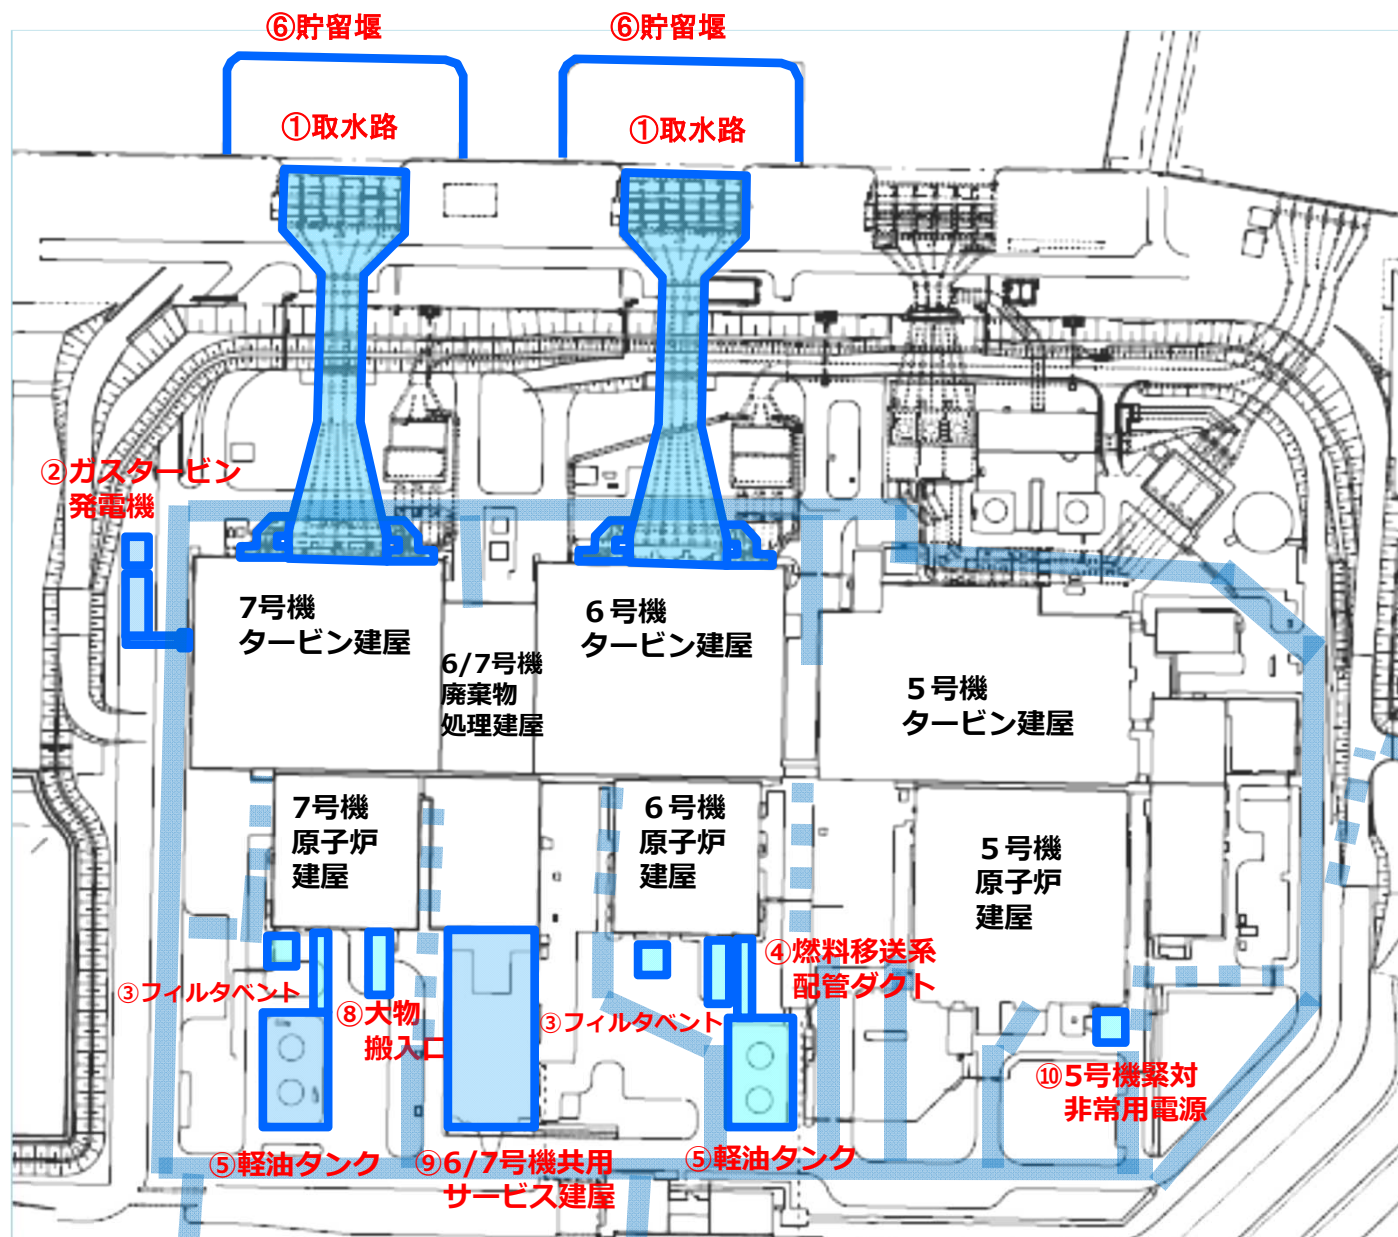 ⑥貯留堰
⑥貯留堰
①取水路
①取水路
②ガスタービン
発電機
7号機
タービン建屋
6/7号機
廃棄物
処理建屋
６号機
タービン建屋
５号機
タービン建屋
7号機
原子炉
建屋
６号機
原子炉
建屋
５号機
原子炉
建屋
③フィルタベント
⑧大物
搬入口
③フィルタベント
④燃料移送系
配管ダクト
⑩5号機緊対
非常用電源
⑤軽油タンク
⑨6/7号機共用
サービス建屋
⑤軽油タンク